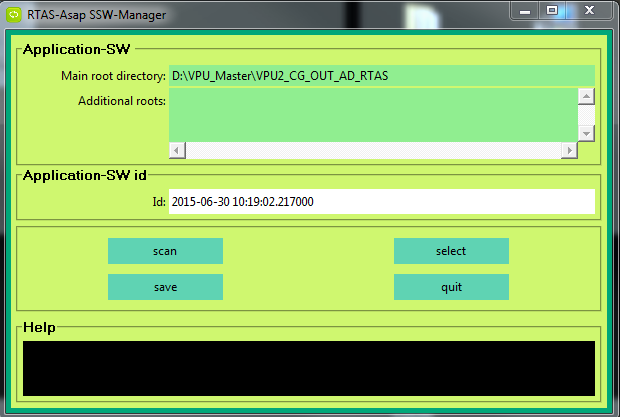 RTAS-Asap SSW-Manager
Application-SW
Main root directory: D:\VPU_Master\VPU2_CG_OUT_AD_RTAS
Additional roots:
Application-SW id
Id: 2015-06-30 10:19:02.217000
scan select
save quit
Help